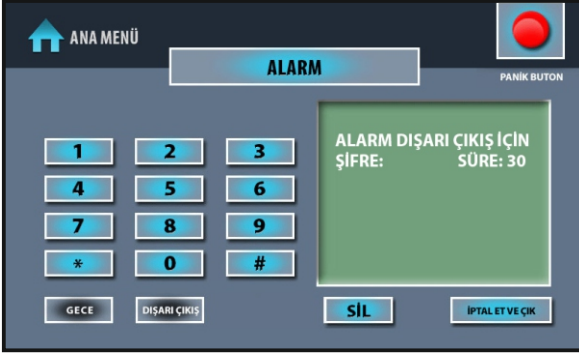 ANA MENÜ
ALARM
PANİK BUTON
1 2 3
4 5 6
7 8 9
* 0 #
ALARM DIŞARI ÇIKIŞ İÇİN
ŞİFRE: SÜRE: 30
GECE DIŞARI ÇIKIŞ SİL İPTAL ET VE ÇIK